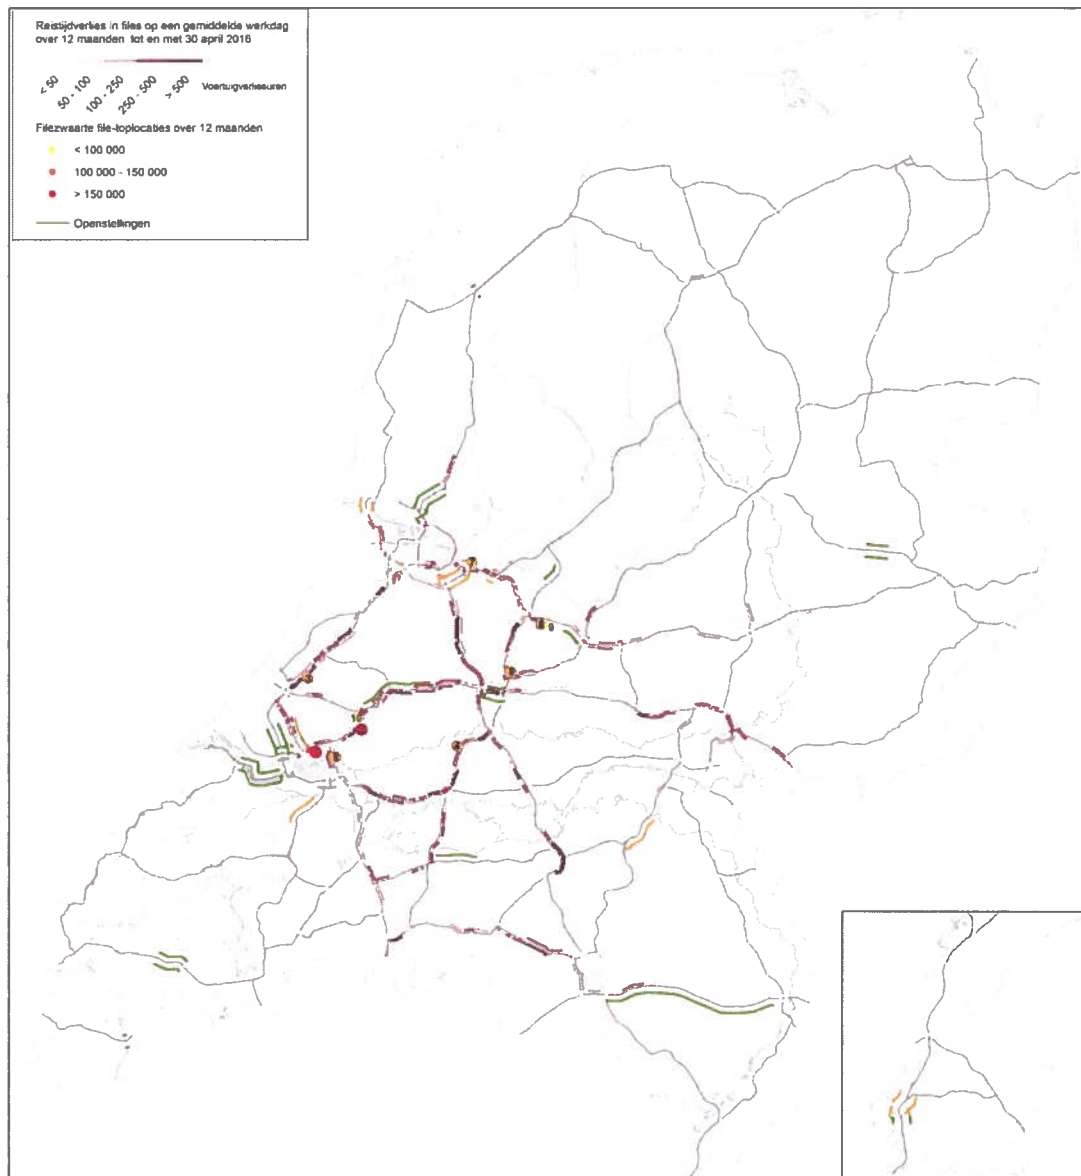 Reistijdverlies in files op een gemiddelde werkdag
over 12 maanden tot en met 30 april 2016
< 50
50 - 100
100 - 250
250 - 500
> 500
Voertuigverliesuren
Filezwaarte file-toplocaties over 12 maanden
< 100 000
100 000 - 150 000
> 150 000
Openstellingen